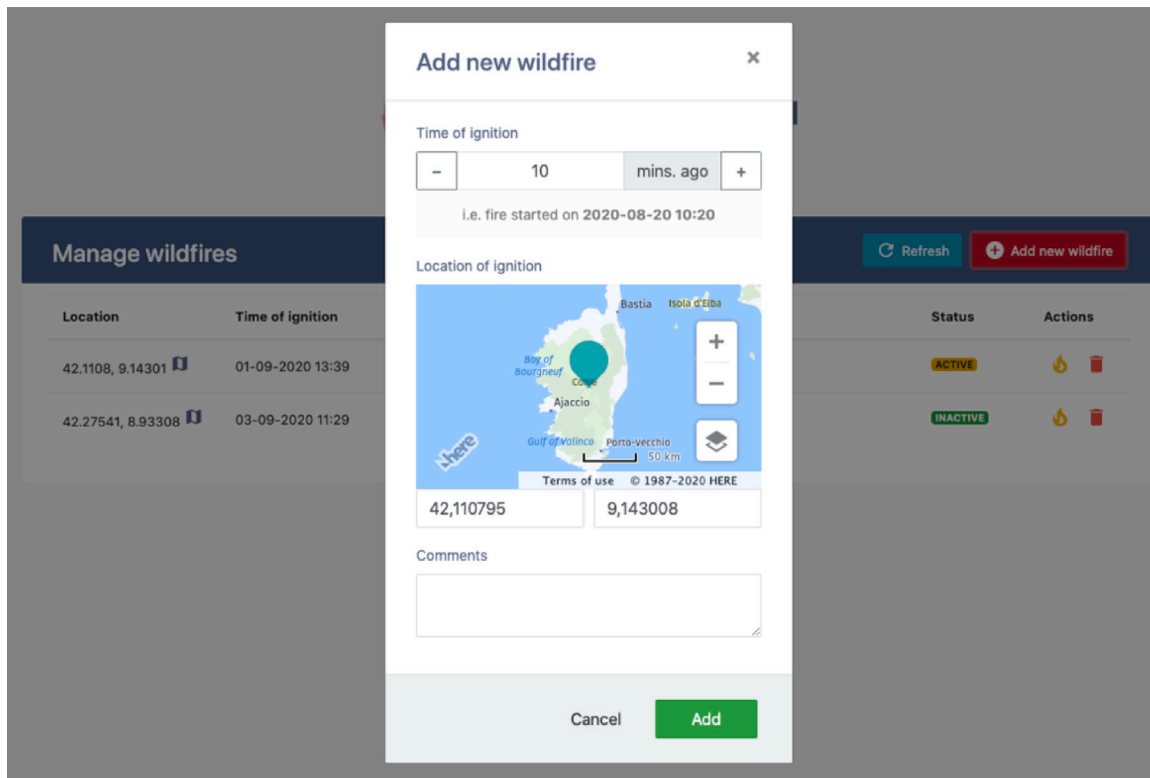 Add new wildfire ×
Time of ignition
- 10 mins. ago +
i.e. fire started on 2020-08-20 10:20
Manage wildfires
Refresh
Add new wildfire
Location of ignition
Location Time of ignition Status Actions
42.1108, 9.14301 01-09-2020 13:39 ACTIVE
42.27541, 8.93308 03-09-2020 11:29 INACTIVE
Bastia Isola d'Elba
Bay of
Bourgneuf
Ajaccio
Gulf of Valinco Porto-Vecchio
50 km
here
Terms of use © 1987-2020 HERE
+
−
42,110795 9,143008
Comments
Cancel Add